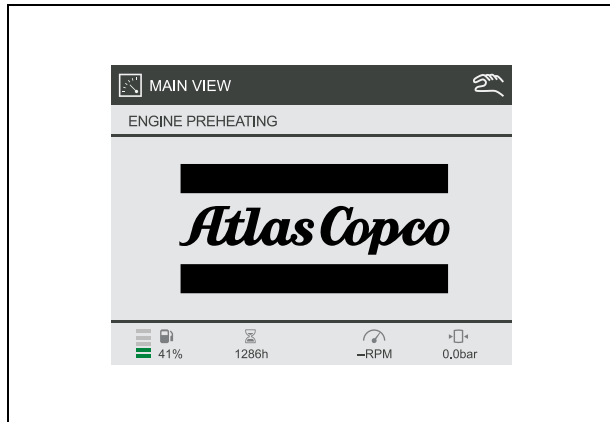 MAIN VIEW
ENGINE PREHEATING
Atlas Copco
41% 1286h –RPM 0.0bar